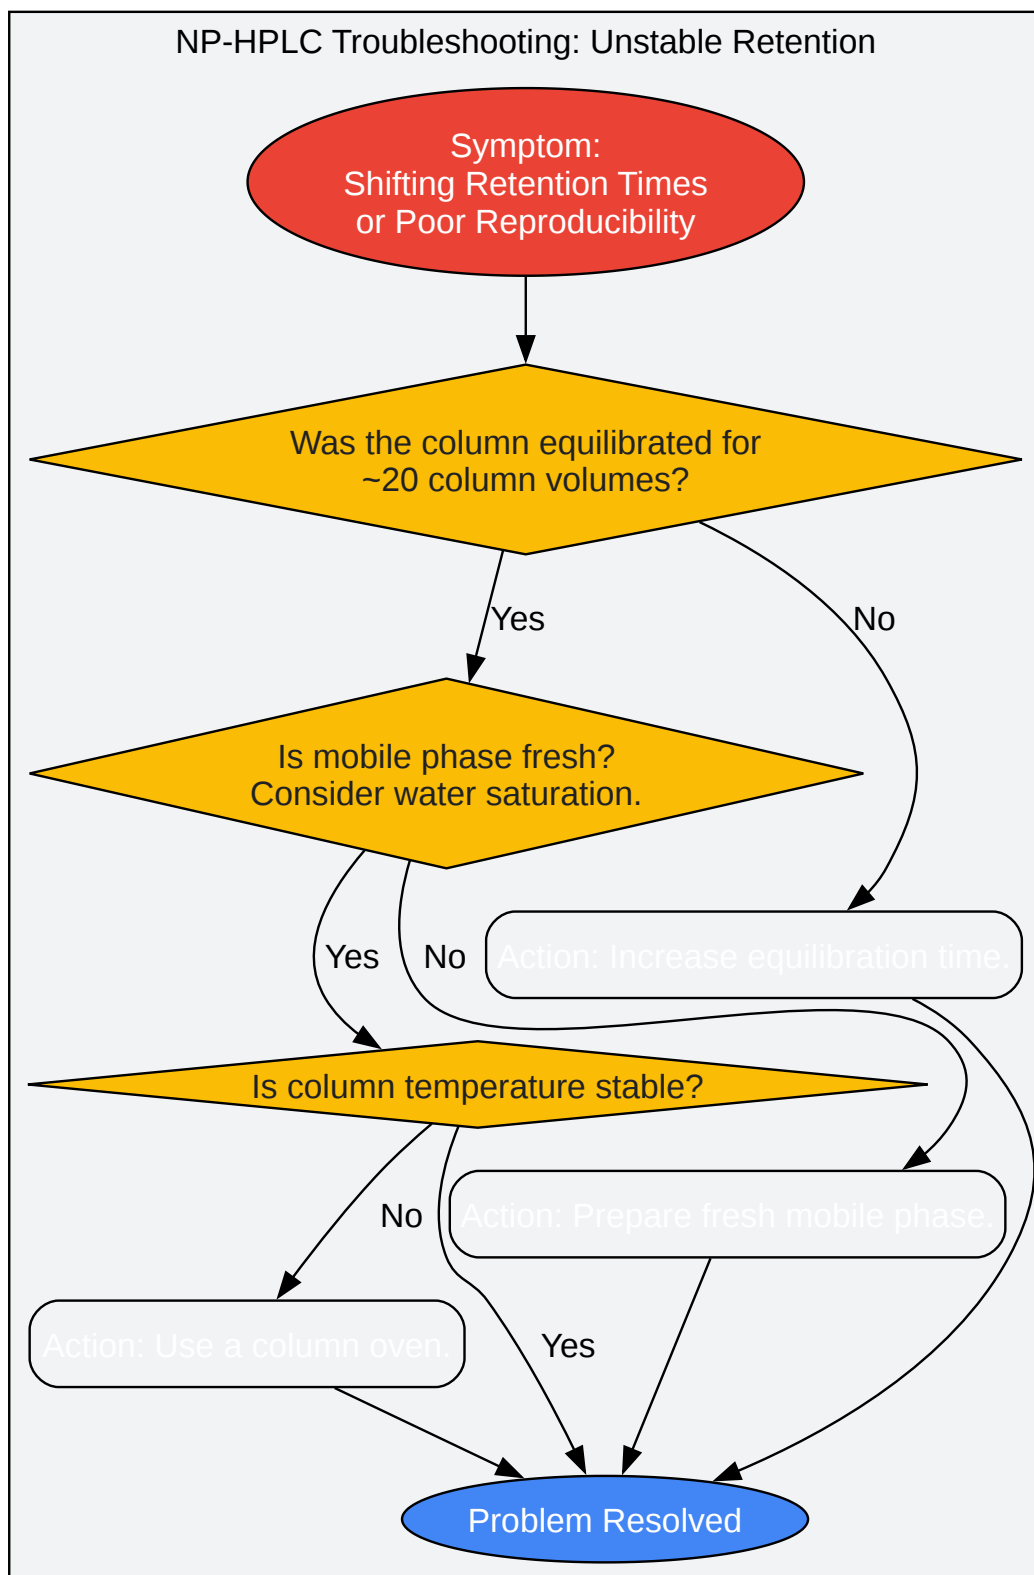 NP-HPLC Troubleshooting: Unstable Retention
Symptom:
Shifting Retention Times
or Poor Reproducibility
Was the column equilibrated for
~20 column volumes?
Yes
No
Is mobile phase fresh?
Consider water saturation.
Yes
No
Action: Increase equilibration time.
Is column temperature stable?
No
Action: Prepare fresh mobile phase.
Action: Use a column oven.
Yes
Problem Resolved